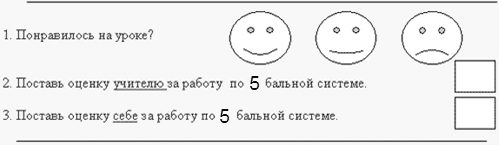 1. Понравилось на уроке?
2. Поставь оценку учителю за работу по 5 бальной системе.
3. Поставь оценку себе за работу по 5 бальной системе.